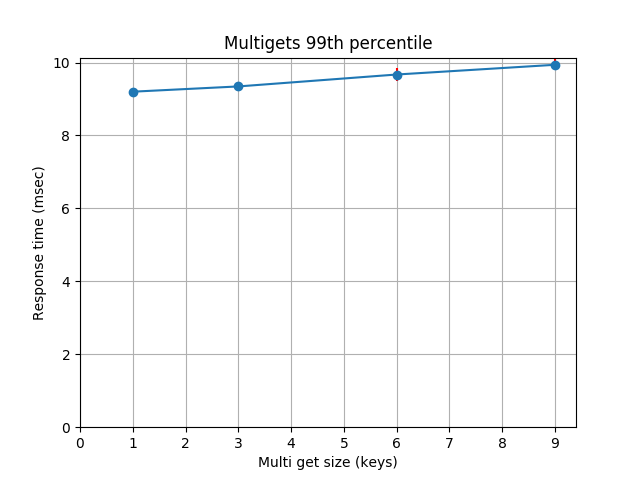 Multigets 99th percentile
Response time (msec)
10
8
6
4
2
0
0 1 2 3 4 5 6 7 8 9
Multi get size (keys)